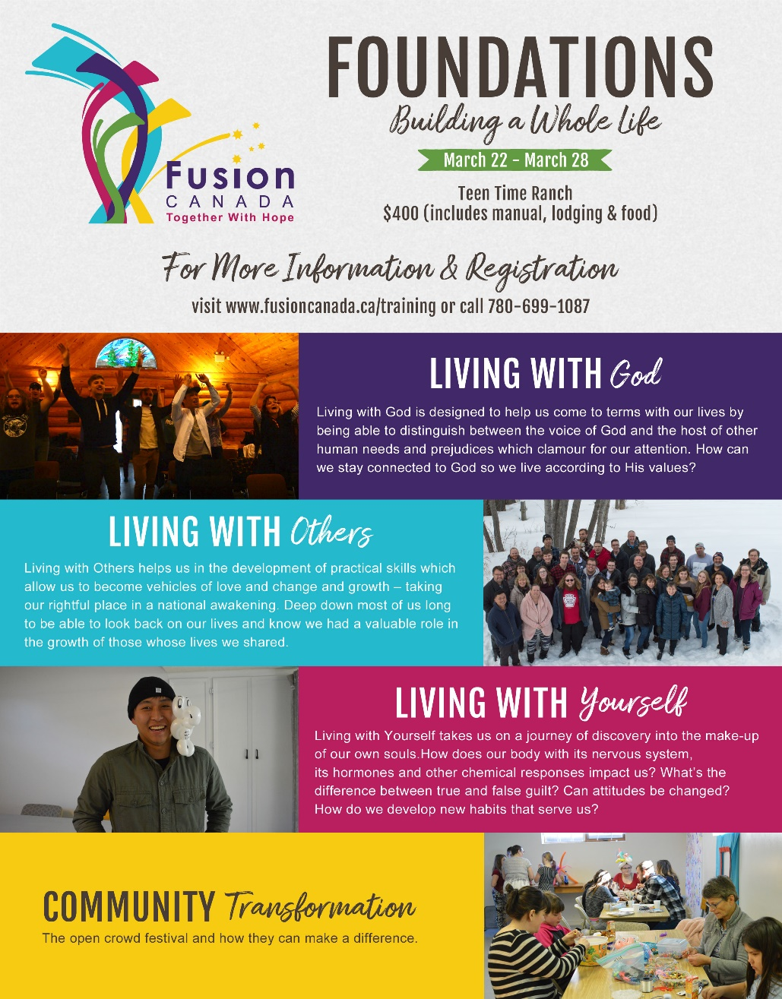 FOUNDATIONS
Building a Whole Life
March 22 - March 28
Teen Time Ranch
$400 (includes manual, lodging & food)
Fusion
CANADA
Together With Hope
For More Information & Registration
visit www.fusioncanada.ca/training or call 780-699-1087
LIVING WITH God
Living with God is designed to help us come to terms with our lives by
being able to distinguish between the voice of God and the host of other
human needs and prejudices which clamour for our attention. How can
we stay connected to God so we live according to His values?
LIVING WITH Others
Living with Others helps us in the development of practical skills which
allow us to become vehicles of love and change and growth – taking
our rightful place in a national awakening. Deep down most of us long
to be able to look back on our lives and know we had a valuable role in
the growth of those whose lives we shared.
LIVING WITH Yourself
Living with Yourself takes us on a journey of discovery into the make-up
of our own souls.How does our body with its nervous system,
its hormones and other chemical responses impact us? What's the
difference between true and false guilt? Can attitudes be changed?
How do we develop new habits that serve us?
COMMUNITY Transformation
The open crowd festival and how they can make a difference.